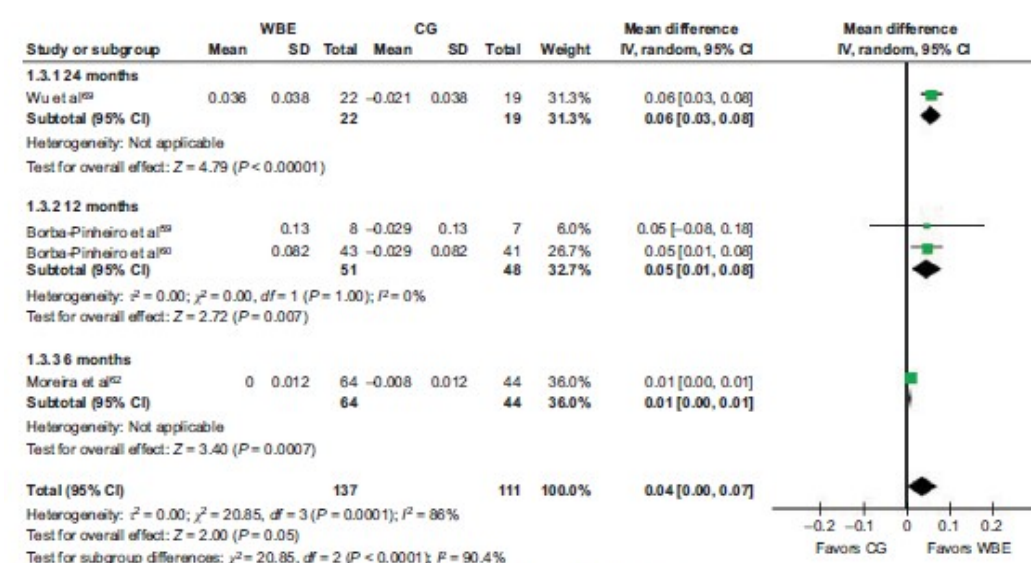 WBE CG Mean difference Mean difference
Study or subgroup Mean SD Total Mean SD Total Weight IV, random, 95% CI IV, random, 95% CI
1.3.1 24 months
Wu et al⁶⁹ 0.036 0.038 22 –0.021 0.038 19 31.3% 0.06 [0.03, 0.08]
Subtotal (95% CI) 22 19 31.3% 0.06 [0.03, 0.08]
Heterogeneity: Not applicable
Test for overall effect: Z = 4.79 (P < 0.00001)
1.3.2 12 months
Borba-Pinheiro et al⁵⁹ 0.13 8 –0.029 0.13 7 6.0% 0.05 [–0.08, 0.18]
Borba-Pinheiro et al⁶⁰ 0.082 43 –0.029 0.082 41 26.7% 0.05 [0.01, 0.08]
Subtotal (95% CI) 51 48 32.7% 0.05 [0.01, 0.08]
Heterogeneity: τ² = 0.00; χ² = 0.00, df = 1 (P = 1.00); I² = 0%
Test for overall effect: Z = 2.72 (P = 0.007)
1.3.3 6 months
Moreira et al⁶² 0 0.012 64 –0.008 0.012 44 36.0% 0.01 [0.00, 0.01]
Subtotal (95% CI) 64 44 36.0% 0.01 [0.00, 0.01]
Heterogeneity: Not applicable
Test for overall effect: Z = 3.40 (P = 0.0007)
Total (95% CI) 137 111 100.0% 0.04 [0.00, 0.07]
Heterogeneity: τ² = 0.00; χ² = 20.85, df = 3 (P = 0.0001); I² = 86%
Test for overall effect: Z = 2.00 (P = 0.05)
Test for subgroup differences: χ² = 20.85, df = 2 (P < 0.0001); I² = 90.4%
–0.2 –0.1 0 0.1 0.2
Favors CG Favors WBE